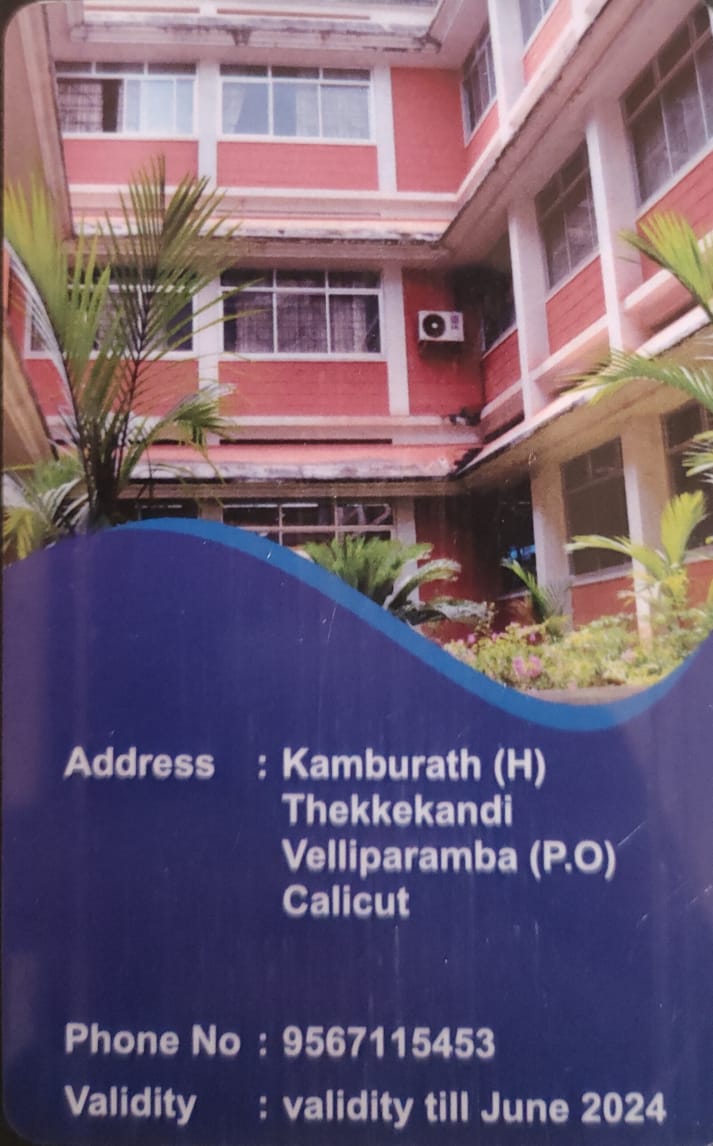 Address : Kamburath (H)
Thekkekandi
Velliparamba (P.O)
Calicut
Phone No : 9567115453
Validity : validity till June 2024